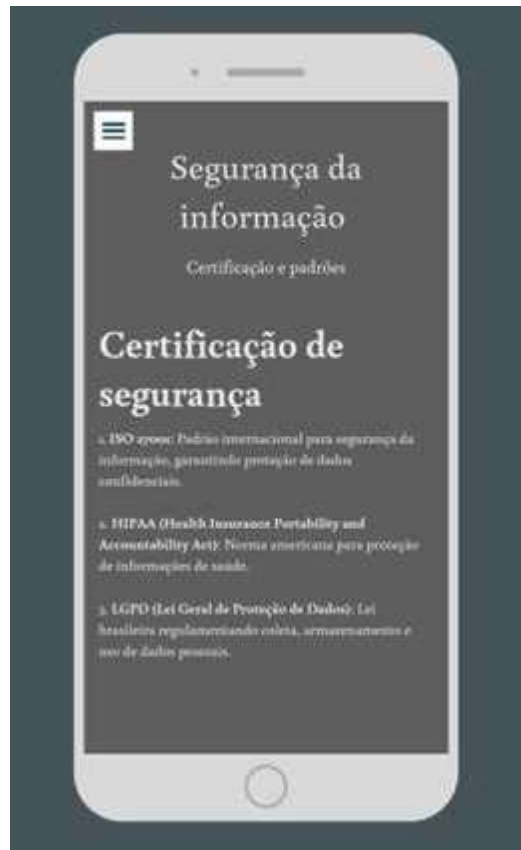 Segurança da
informação
Certificação e padrões
Certificação de
segurança
1. ISO 27001: Padrão internacional para segurança da
informação, garantindo proteção de dados
confidenciais.
2. HIPAA (Health Insurance Portability and
Accountability Act): Norma americana para proteção
de informações de saúde.
3. LGPD (Lei Geral de Proteção de Dados): Lei
brasileira regulamentando coleta, armazenamento e
uso de dados pessoais.